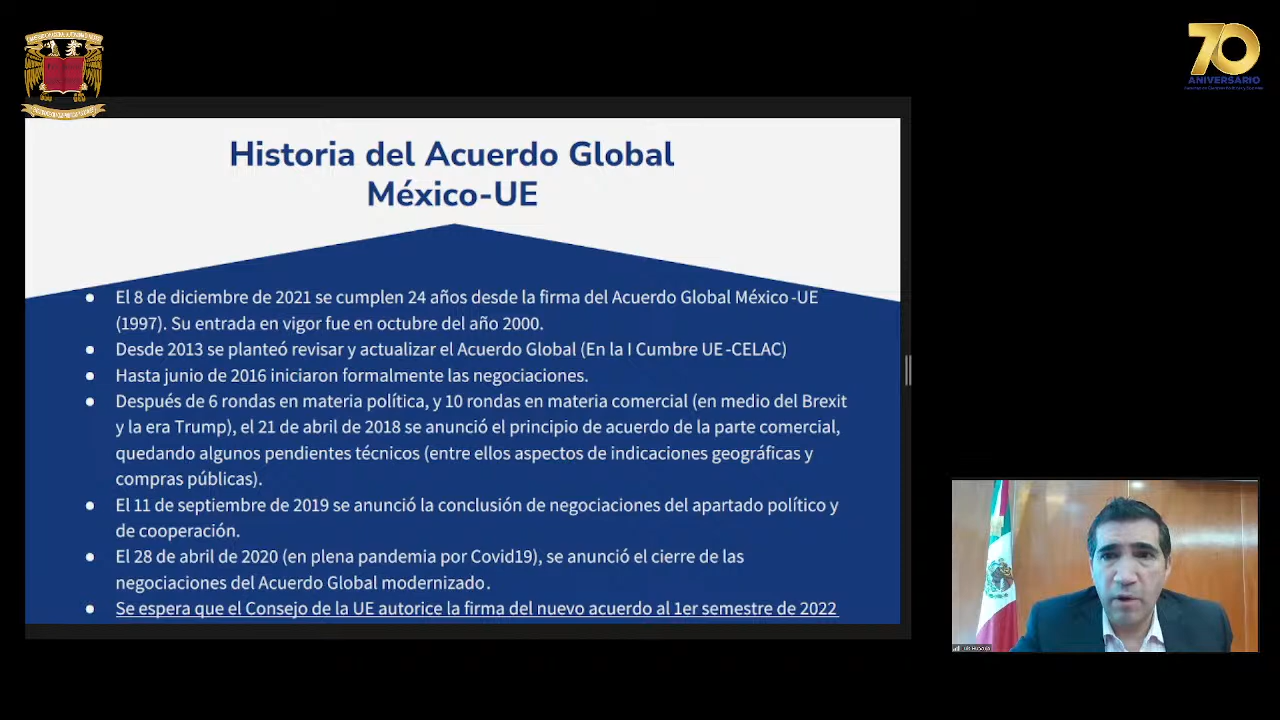 70
ANIVERSARIO
Historia del Acuerdo Global
México-UE
El 8 de diciembre de 2021 se cumplen 24 años desde la firma del Acuerdo Global México-UE
(1997). Su entrada en vigor fue en octubre del año 2000.
Desde 2013 se planteó revisar y actualizar el Acuerdo Global (En la I Cumbre UE-CELAC)
Hasta junio de 2016 iniciaron formalmente las negociaciones.
Después de 6 rondas en materia política, y 10 rondas en materia comercial (en medio del Brexit
y la era Trump), el 21 de abril de 2018 se anunció el principio de acuerdo de la parte comercial,
quedando algunos pendientes técnicos (entre ellos aspectos de indicaciones geográficas y
compras públicas).
El 11 de septiembre de 2019 se anunció la conclusión de negociaciones del apartado político y
de cooperación.
El 28 de abril de 2020 (en plena pandemia por Covid19), se anunció el cierre de las
negociaciones del Acuerdo Global modernizado.
Se espera que el Consejo de la UE autorice la firma del nuevo acuerdo al 1er semestre de 2022